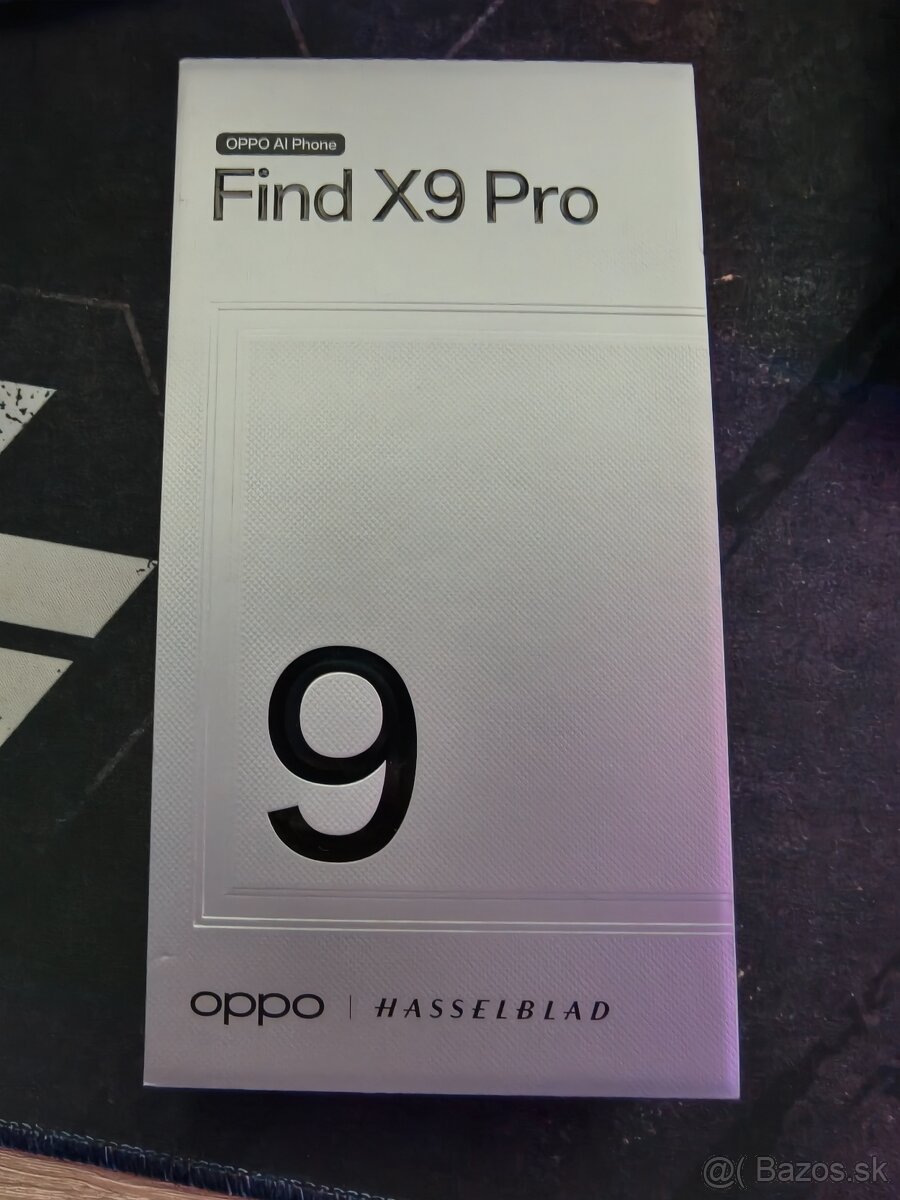 OPPO AI Phone
Find X9 Pro
9
oppo | HASSELBLAD
@( Bazos.sk